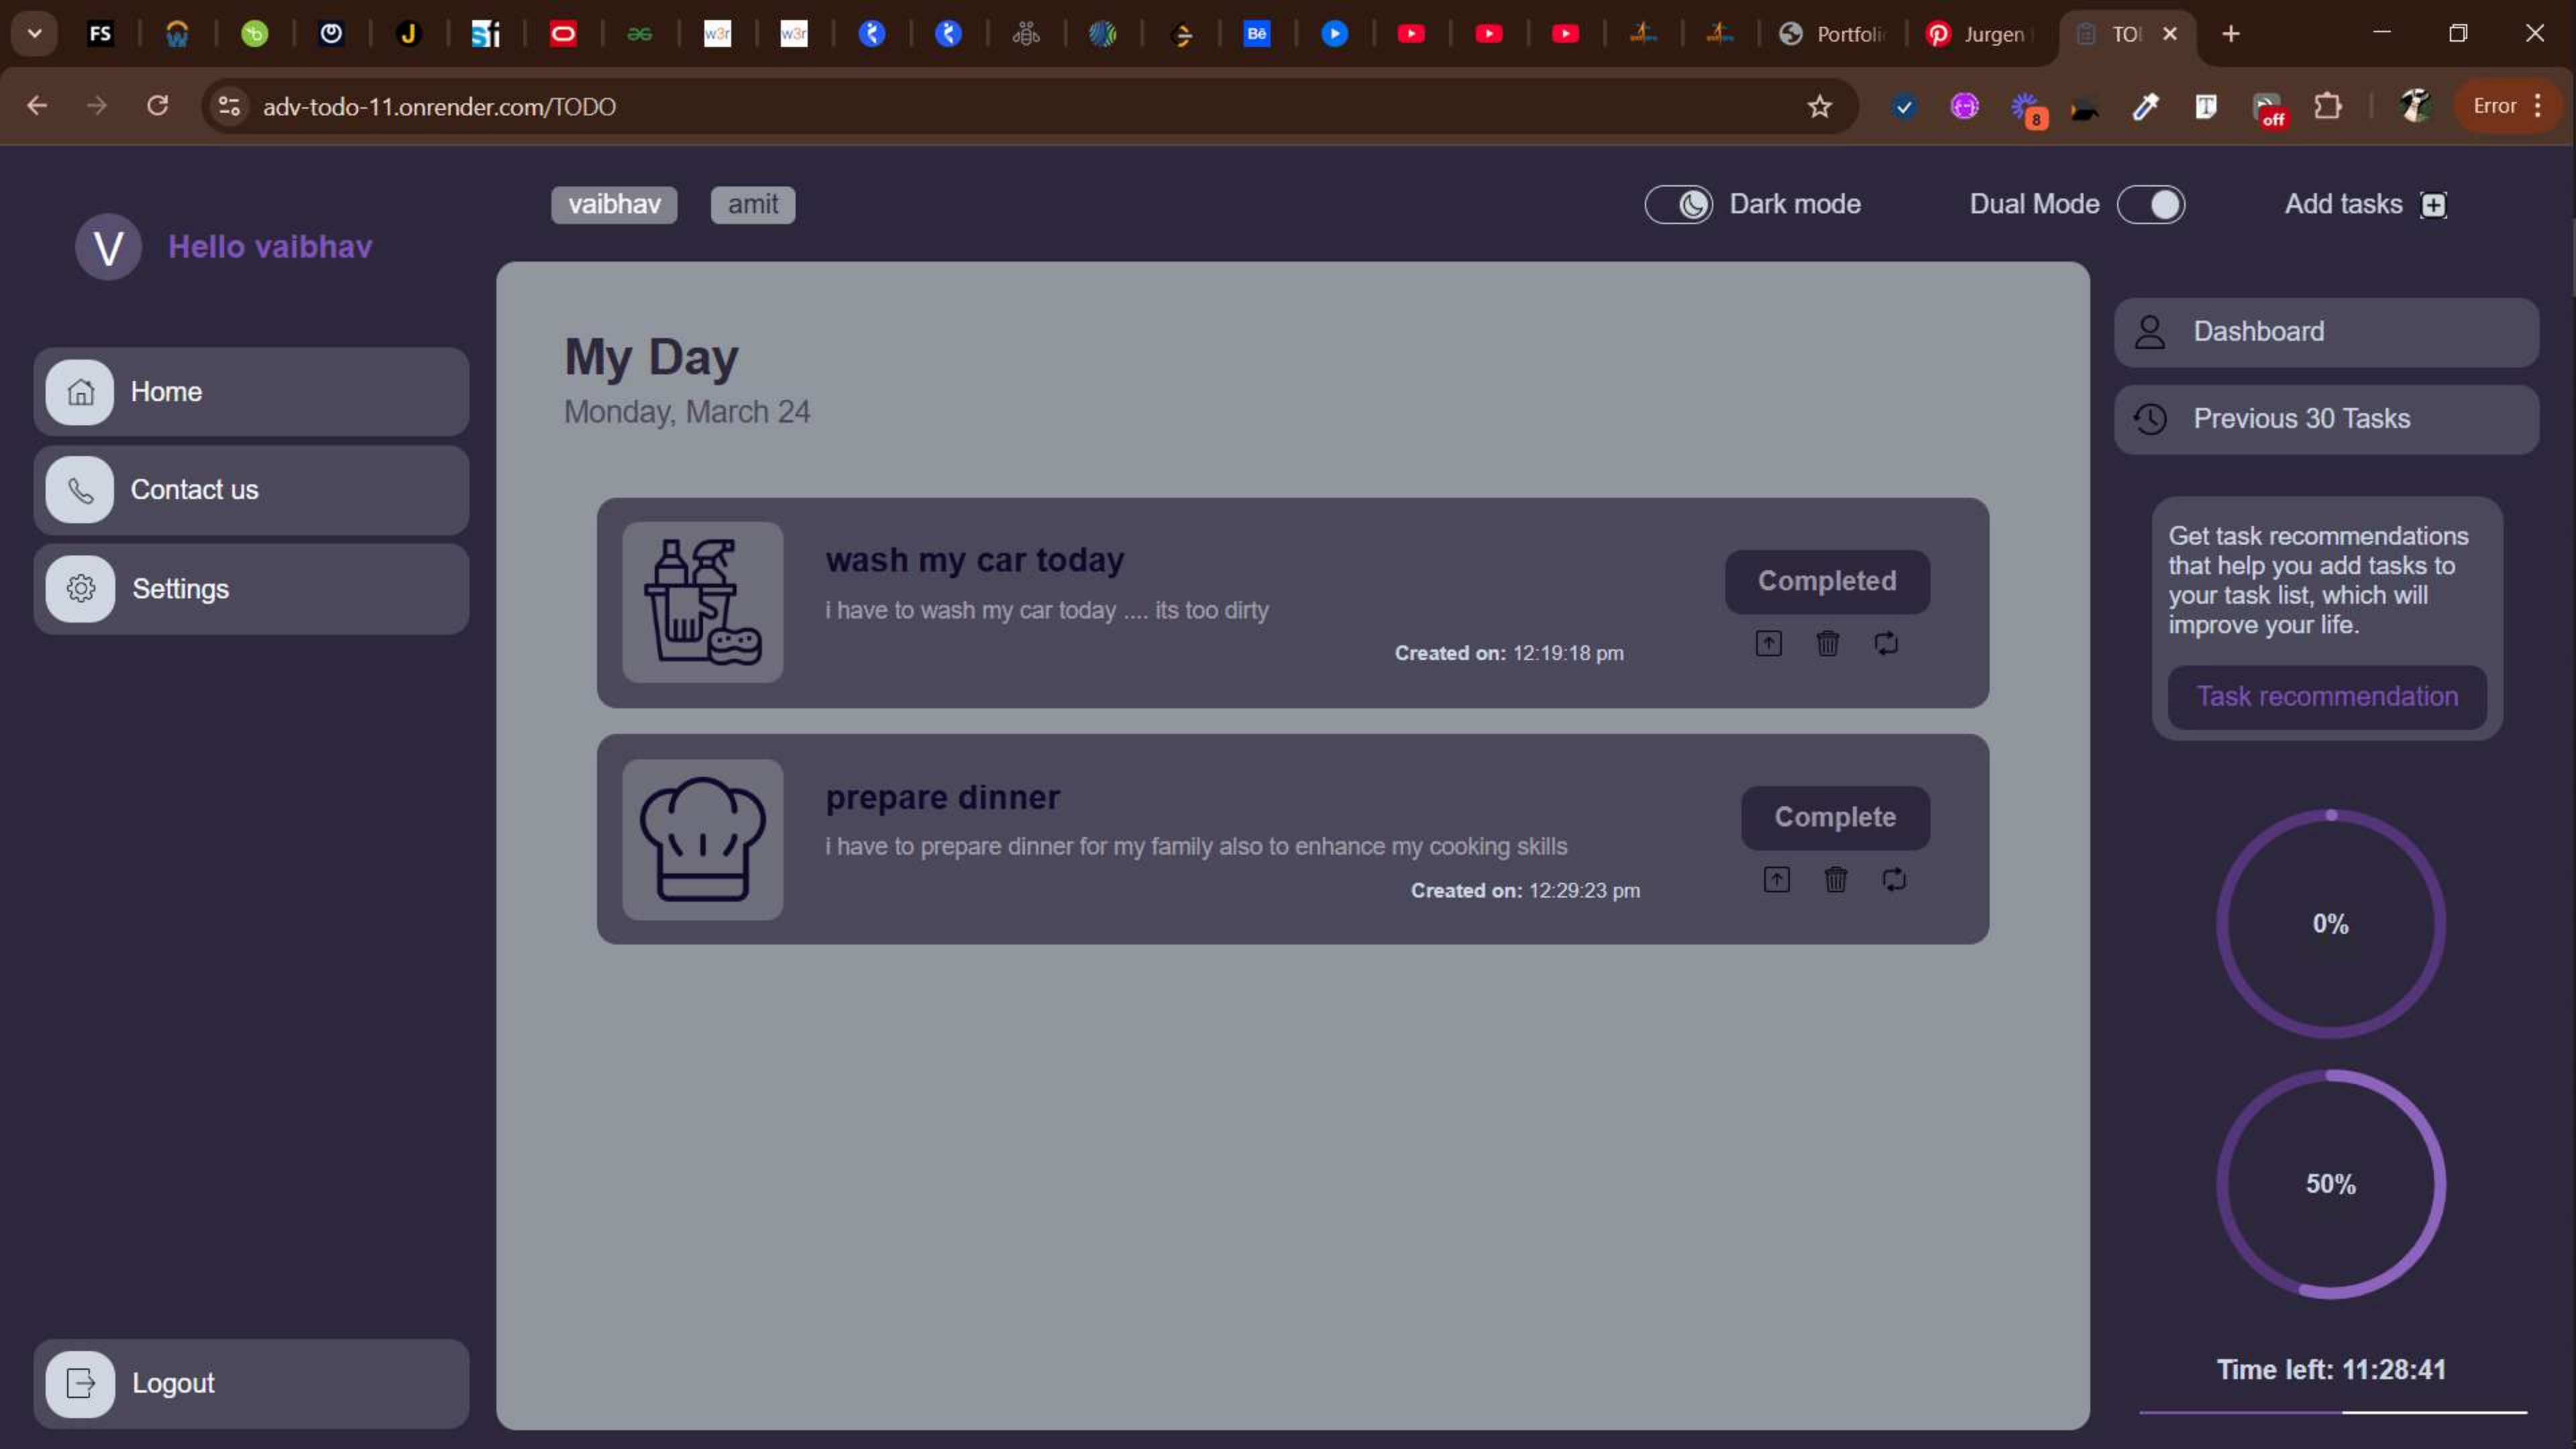 FS
J
w3r
w3r
Bē
Portfoli
Jurgen
TO
adv-todo-11.onrender.com/TODO
8
T
off
Error
vaibhav
amit
Dark mode
Dual Mode
Add tasks
V
Hello vaibhav
Home
Contact us
Settings
Logout
My Day
Monday, March 24
wash my car today
i have to wash my car today .... its too dirty
Created on: 12:19:18 pm
Completed
prepare dinner
i have to prepare dinner for my family also to enhance my cooking skills
Created on: 12:29:23 pm
Complete
Dashboard
Previous 30 Tasks
Get task recommendations
that help you add tasks to
your task list, which will
improve your life.
Task recommendation
0%
50%
Time left: 11:28:41